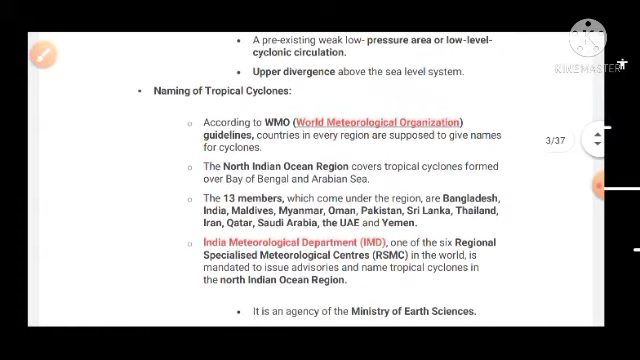 A pre-existing weak low- pressure area or low-level-
cyclonic circulation.
Upper divergence above the sea level system.
Naming of Tropical Cyclones:
According to WMO (World Meteorological Organization)
guidelines, countries in every region are supposed to give names
for cyclones.
The North Indian Ocean Region covers tropical cyclones formed
over Bay of Bengal and Arabian Sea.
The 13 members, which come under the region, are Bangladesh,
India, Maldives, Myanmar, Oman, Pakistan, Sri Lanka, Thailand,
Iran, Qatar, Saudi Arabia, the UAE and Yemen.
India Meteorological Department (IMD), one of the six Regional
Specialised Meteorological Centres (RSMC) in the world, is
mandated to issue advisories and name tropical cyclones in
the north Indian Ocean Region.
It is an agency of the Ministry of Earth Sciences.
3/37
KINEMASTER